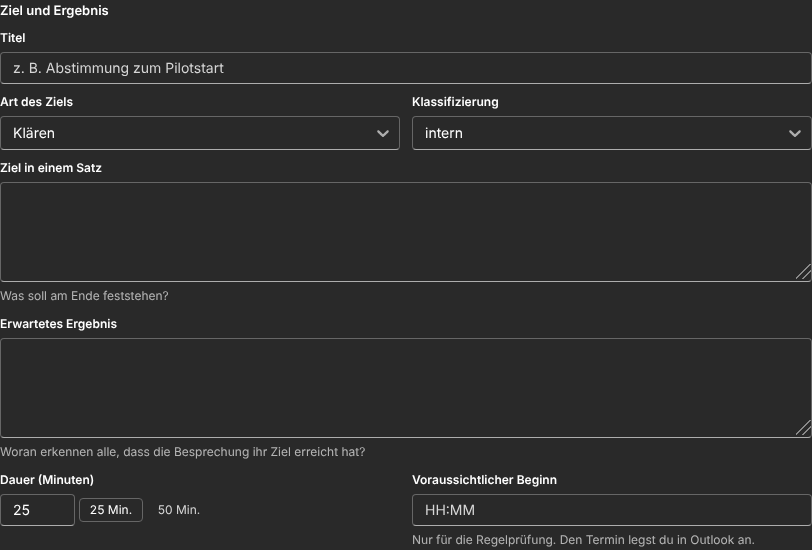 Ziel und Ergebnis
Titel
z. B. Abstimmung zum Pilotstart
Art des Ziels
Klassifizierung
Klären
intern
Ziel in einem Satz
Was soll am Ende feststehen?
Erwartetes Ergebnis
Woran erkennen alle, dass die Besprechung ihr Ziel erreicht hat?
Dauer (Minuten)
Voraussichtlicher Beginn
25
25 Min.
50 Min.
HH:MM
Nur für die Regelprüfung. Den Termin legst du in Outlook an.